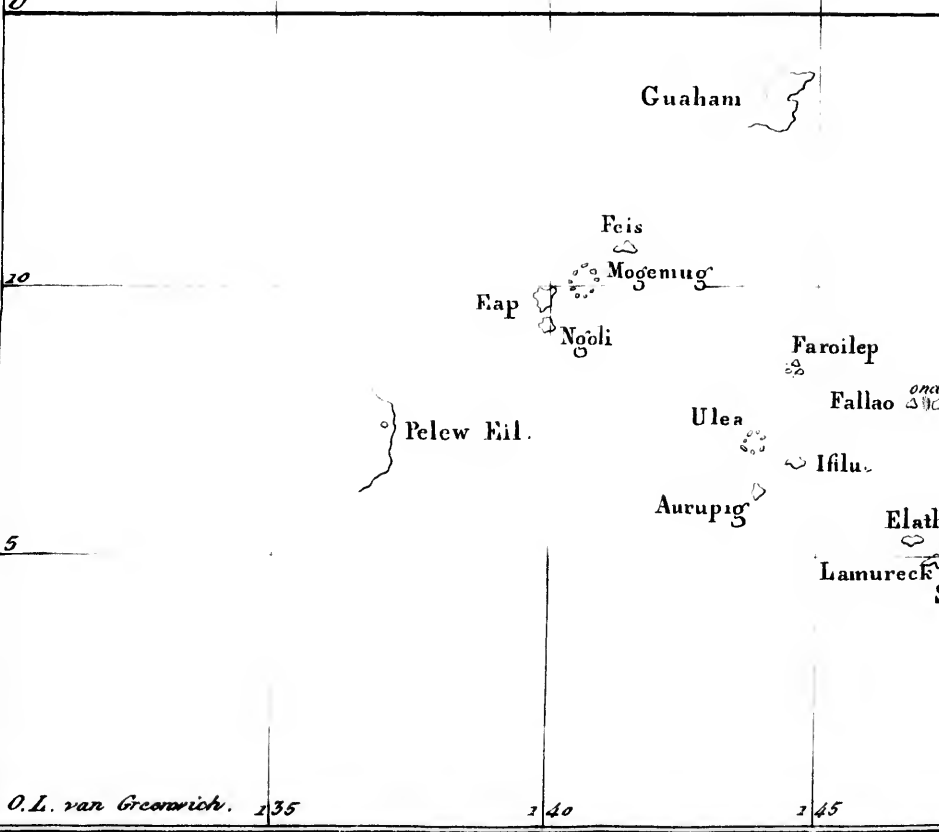 Guaham
Feis
10
Mogemug
Eap
Ngoli
Faroilep
Fallao
Ulea
Pelew Eil.
Ifilu.
Aurupig
5
Lamureck
O.L. van Greenwich.
135
140
145